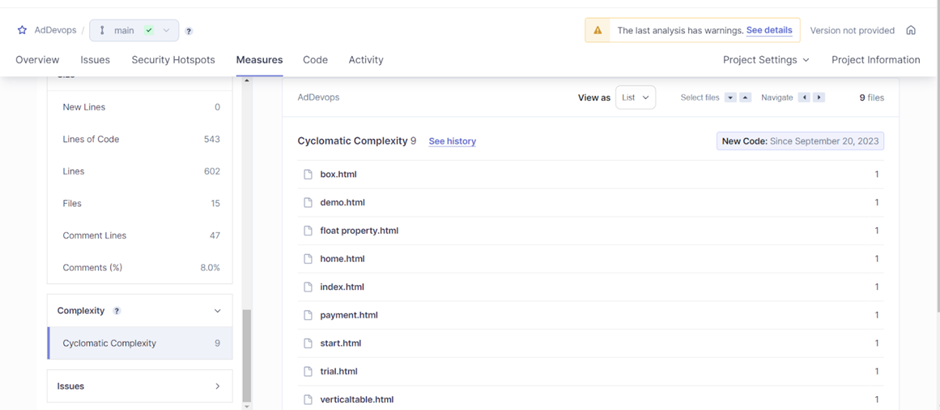 AdDevops / main ?
The last analysis has warnings. See details
Version not provided
Overview Issues Security Hotspots Measures Code Activity
Project Settings Project Information
New Lines 0
Lines of Code 543
Lines 602
Files 15
Comment Lines 47
Comments (%) 8.0%
Complexity ?
Cyclomatic Complexity 9
Issues
AdDevops
View as List
Select files
Navigate
9 files
Cyclomatic Complexity 9 See history
New Code: Since September 20, 2023
box.html 1
demo.html 1
float property.html 1
home.html 1
index.html 1
payment.html 1
start.html 1
trial.html 1
verticaltable.html 1